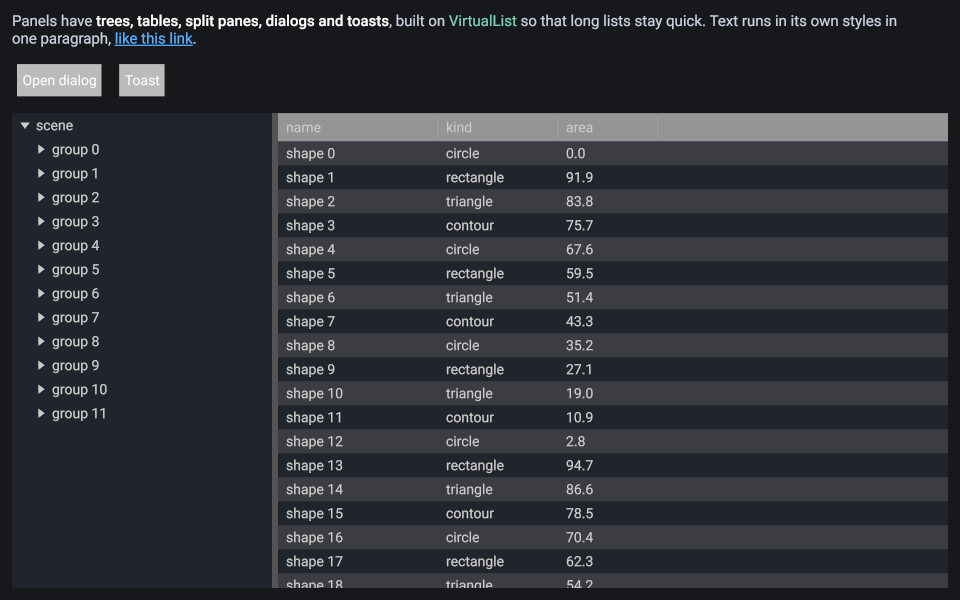 Panels have trees, tables, split panes, dialogs and toasts, built on VirtualList so that long lists stay quick. Text runs in its own styles in
one paragraph, like this link.
Open dialog Toast
scene
group 0
group 1
group 2
group 3
group 4
group 5
group 6
group 7
group 8
group 9
group 10
group 11
name kind area
shape 0 circle 0.0
shape 1 rectangle 91.9
shape 2 triangle 83.8
shape 3 contour 75.7
shape 4 circle 67.6
shape 5 rectangle 59.5
shape 6 triangle 51.4
shape 7 contour 43.3
shape 8 circle 35.2
shape 9 rectangle 27.1
shape 10 triangle 19.0
shape 11 contour 10.9
shape 12 circle 2.8
shape 13 rectangle 94.7
shape 14 triangle 86.6
shape 15 contour 78.5
shape 16 circle 70.4
shape 17 rectangle 62.3
shape 18 triangle 54.2